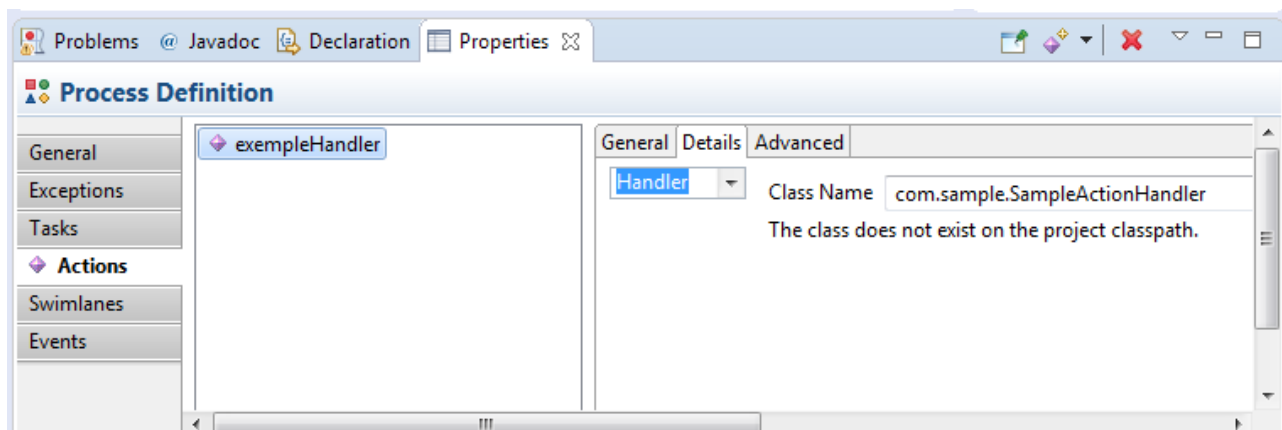 Problems @ Javadoc Declaration Properties
Process Definition
General
Exceptions
Tasks
Actions
Swimlanes
Events
exempleHandler
General Details Advanced
Handler
Class Name com.sample.SampleActionHandler
The class does not exist on the project classpath.